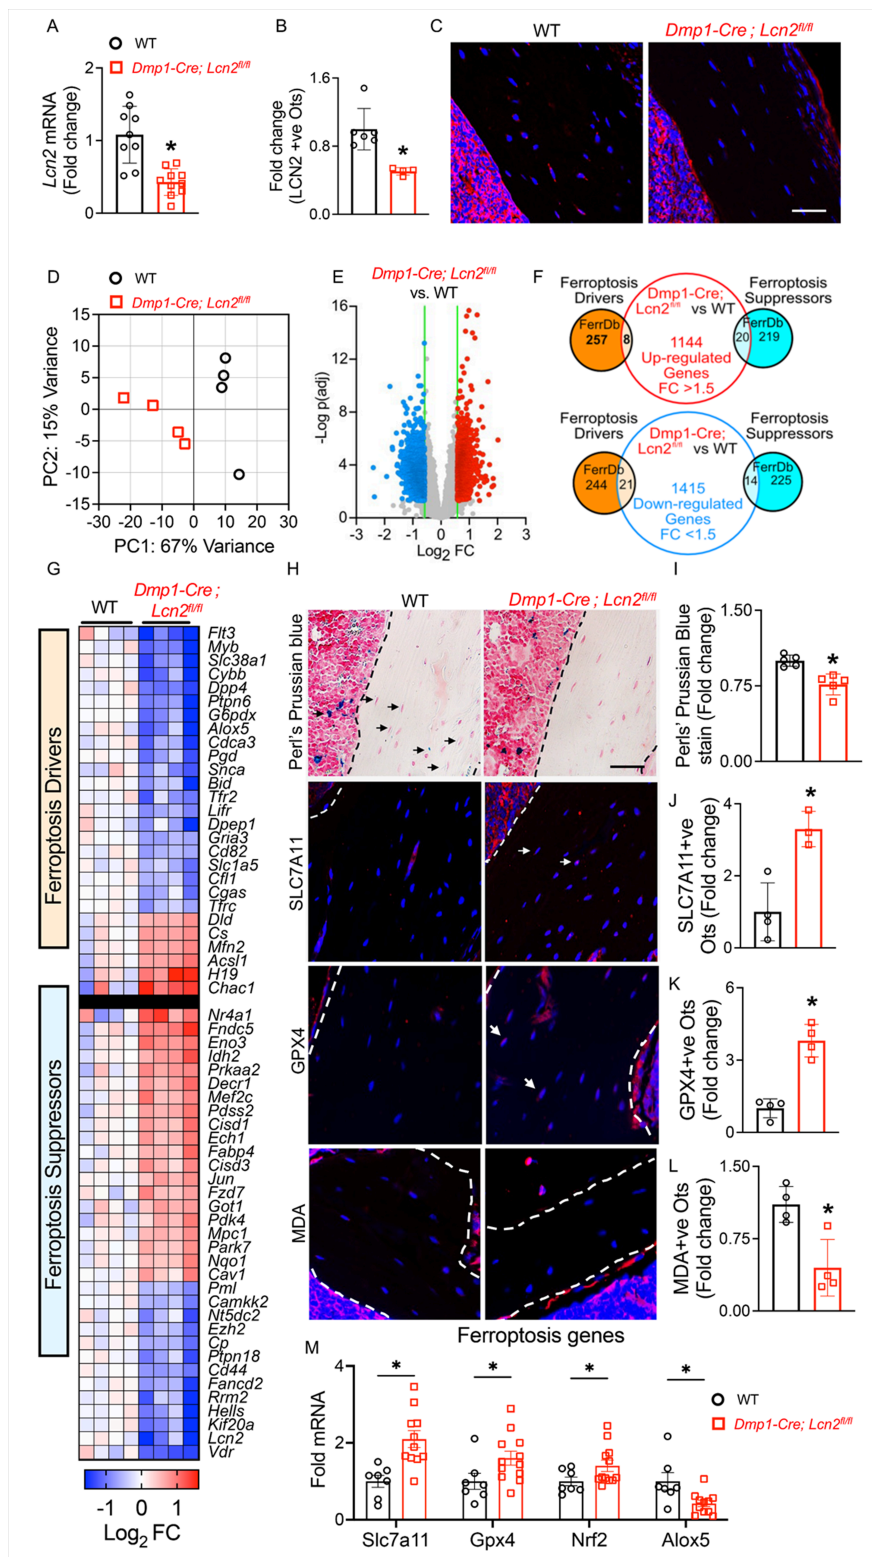 A
WT
Dmp1-Cre; Lcn2fl/fl
Lcn2 mRNA
(Fold change)
2
1
0
*
B
Fold change
(LCN2 +ve Ots)
1.6
0.8
0.0
*
C
WT
Dmp1-Cre ; Lcn2fl/fl
D
WT
Dmp1-Cre; Lcn2fl/fl
PC2: 15% Variance
15
10
5
0
-5
-10
-15
-30
-20
-10
0
10
20
30
PC1: 67% Variance
E
Dmp1-Cre; Lcn2fl/fl
vs. WT
-Log p(adj)
16
12
8
4
0
-3
-2
-1
0
1
2
3
Log2 FC
F
Ferroptosis
Drivers
Ferroptosis
Suppressors
Dmp1-Cre;
Lcn2fl/fl vs WT
FerrDb
257
8
FerrDb
20
219
1144
Up-regulated
Genes
FC >1.5
Ferroptosis
Drivers
Ferroptosis
Suppressors
Dmp1-Cre;
Lcn2fl/fl vs WT
FerrDb
244
21
FerrDb
14
225
1415
Down-regulated
Genes
FC <1.5
G
WT
Dmp1-Cre ;
Lcn2fl/fl
Ferroptosis Drivers
Flt3
Myb
Slc38a1
Cybb
Dpp4
Ptpn6
G6pdx
Alox5
Cdca3
Pgd
Snca
Bid
Tfr2
Lifr
Dpep1
Gria3
Cd82
Slc1a5
Cfl1
Cgas
Tfrc
Dld
Cs
Mfn2
Acsl1
H19
Chac1
Ferroptosis Suppressors
Nr4a1
Fndc5
Eno3
Idh2
Prkaa2
Decr1
Mef2c
Pdss2
Cisd1
Ech1
Fabp4
Cisd3
Jun
Fzd7
Got1
Pdk4
Mpc1
Park7
Nqo1
Cav1
Pml
Camkk2
Nt5dc2
Ezh2
Cp
Ptpn18
Cd44
Fancd2
Rrm2
Hells
Kif20a
Lcn2
Vdr
-1
0
1
Log2 FC
H
WT
Dmp1-Cre ; Lcn2fl/fl
Perl's Prussian blue
SLC7A11
GPX4
MDA
I
Perls' Prussian Blue
stain (Fold change)
1.50
0.75
0.00
*
J
SLC7A11+ve
Ots (Fold change)
4
2
0
*
K
GPX4+ve Ots
(Fold change)
6
3
0
*
L
MDA+ve Ots
(Fold change)
1.50
0.75
0.00
*
M
Ferroptosis genes
Fold mRNA
4
2
0
*
*
*
*
WT
Dmp1-Cre; Lcn2fl/fl
Slc7a11
Gpx4
Nrf2
Alox5